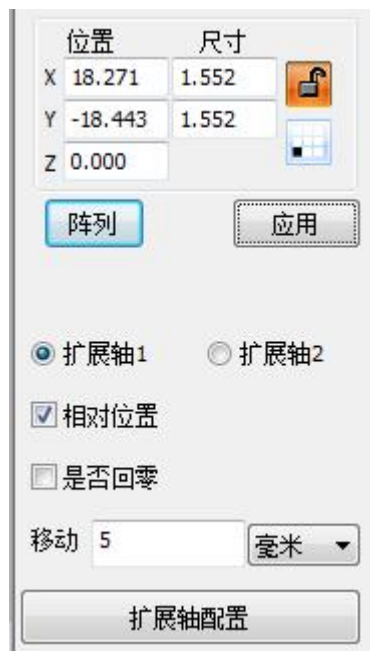 位置 尺寸
X 18.271 1.552
Y -18.443 1.552
Z 0.000
阵列 应用
扩展轴1 扩展轴2
相对位置
是否回零
移动 5 毫米
扩展轴配置